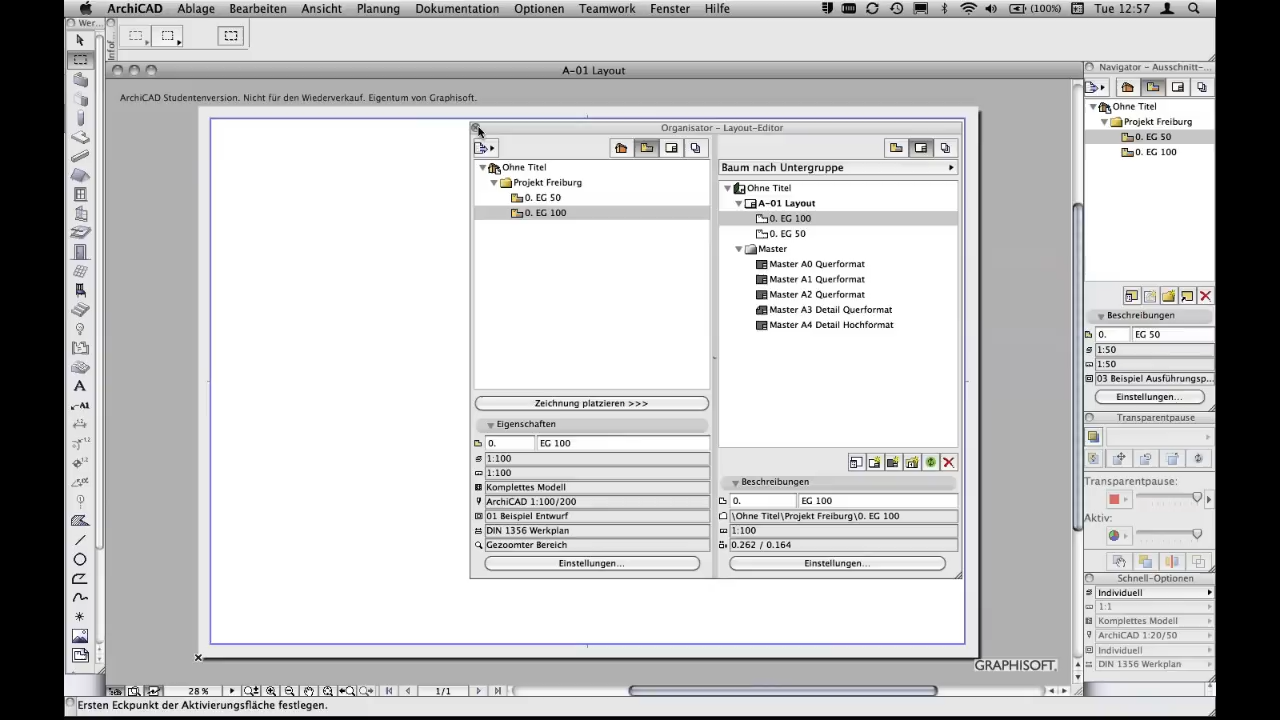 ArchiCAD Ablage Bearbeiten Ansicht Planung Dokumentation Optionen Teamwork Fenster Hilfe (100%) Tue 12:57
Wer...
Infof...
A-01 Layout
Navigator – Ausschnitt-...
ArchiCAD Studentenversion. Nicht für den Wiederverkauf. Eigentum von Graphisoft.
Organisator – Layout-Editor
Ohne Titel
Projekt Freiburg
0. EG 50
0. EG 100
Zeichnung platzieren >>>
Eigenschaften
0. EG 100
1:100
1:100
Komplettes Modell
ArchiCAD 1:100/200
01 Beispiel Entwurf
DIN 1356 Werkplan
Gezoomter Bereich
Einstellungen...
Baum nach Untergruppe
Ohne Titel
A-01 Layout
0. EG 100
0. EG 50
Master
Master A0 Querformat
Master A1 Querformat
Master A2 Querformat
Master A3 Detail Querformat
Master A4 Detail Hochformat
Beschreibungen
0. EG 100
\Ohne Titel\Projekt Freiburg\0. EG 100
1:100
0.262 / 0.164
Einstellungen...
Ohne Titel
Projekt Freiburg
0. EG 50
0. EG 100
Beschreibungen
0. EG 50
1:50
1:50
03 Beispiel Ausführungsp...
Einstellungen...
Transparentpause
Transparentpause:
Aktiv:
Schnell-Optionen
Individuell
1:1
Komplettes Modell
ArchiCAD 1:20/50
Individuell
DIN 1356 Werkplan
GRAPHISOFT.
28 % 1/1
Ersten Eckpunkt der Aktivierungsfläche festlegen.